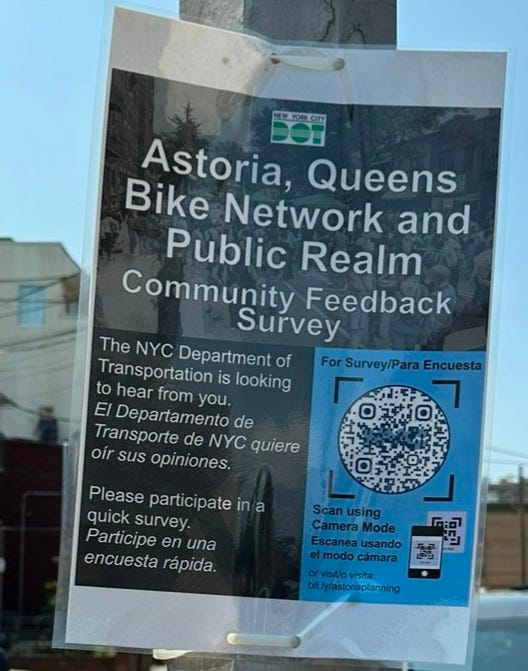 NEW YORK CITY
DOT
Astoria, Queens
Bike Network and
Public Realm
Community Feedback
Survey
The NYC Department of
Transportation is looking
to hear from you.
El Departamento de
Transporte de NYC quiere
oír sus opiniones.
Please participate in a
quick survey.
Participe en una
encuesta rápida.
For Survey/Para Encuesta
Scan using
Camera Mode
Escanea usando
el modo cámara
or visit/o visita:
bit.ly/astoriaplanning